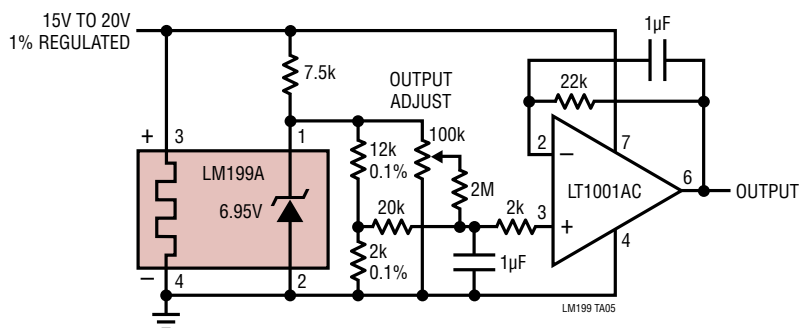 15V TO 20V
1% REGULATED
7.5k
OUTPUT
ADJUST
1µF
22k
+
3
1
LM199A
6.95V
12k
0.1%
100k
2M
20k
2k
0.1%
2k
1µF
2
–
7
LT1001AC
6
OUTPUT
3
+
4
–
4
2
LM199 TA05